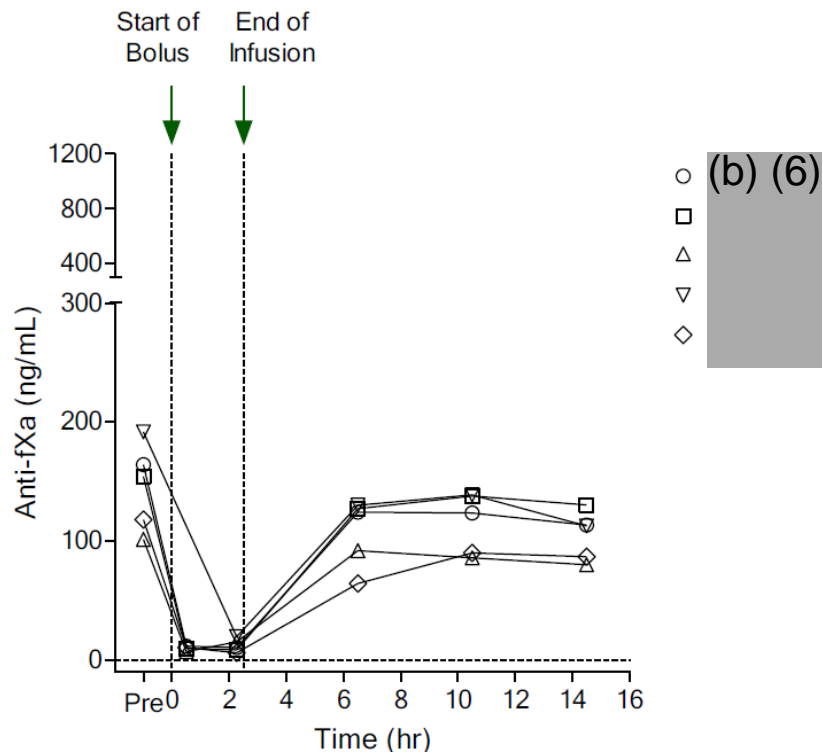 Start of Bolus
End of Infusion
1200
800
400
300
200
100
0
Anti-fXa (ng/mL)
Pre 0 2 4 6 8 10 12 14 16
Time (hr)
(b) (6)